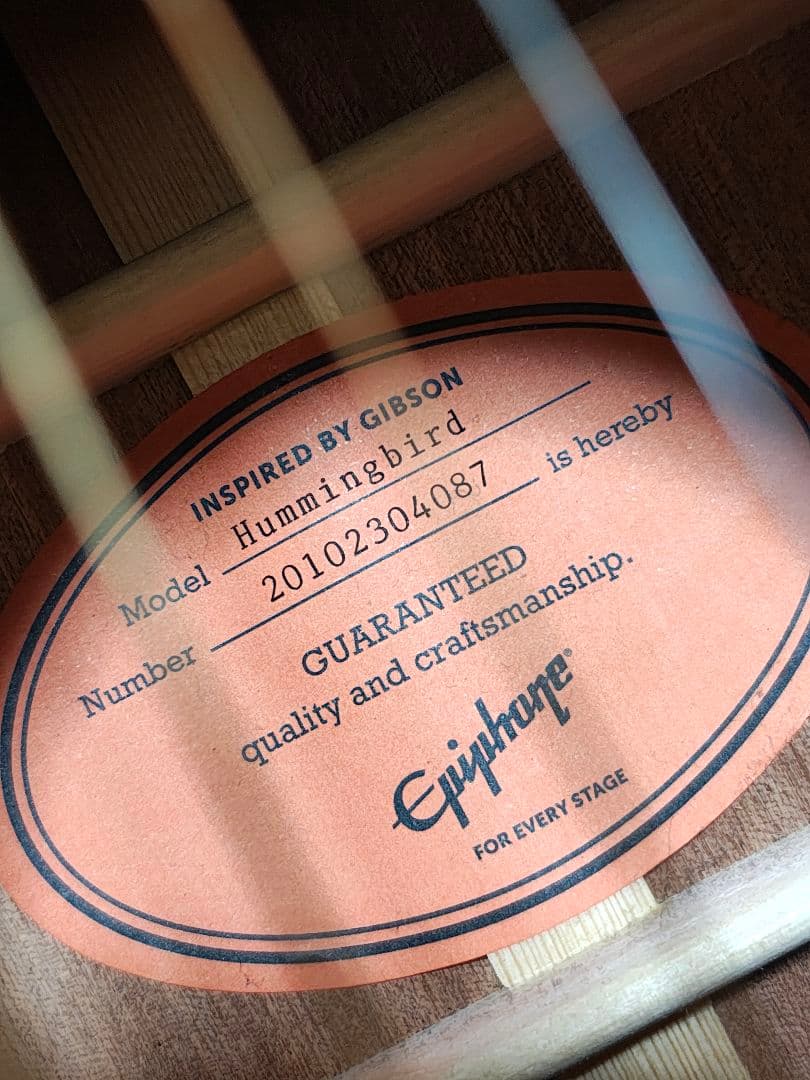 INSPIRED BY GIBSON
Model Hummingbird
Number 20102304087 is hereby
GUARANTEED
quality and craftsmanship.
Epiphone®
FOR EVERY STAGE